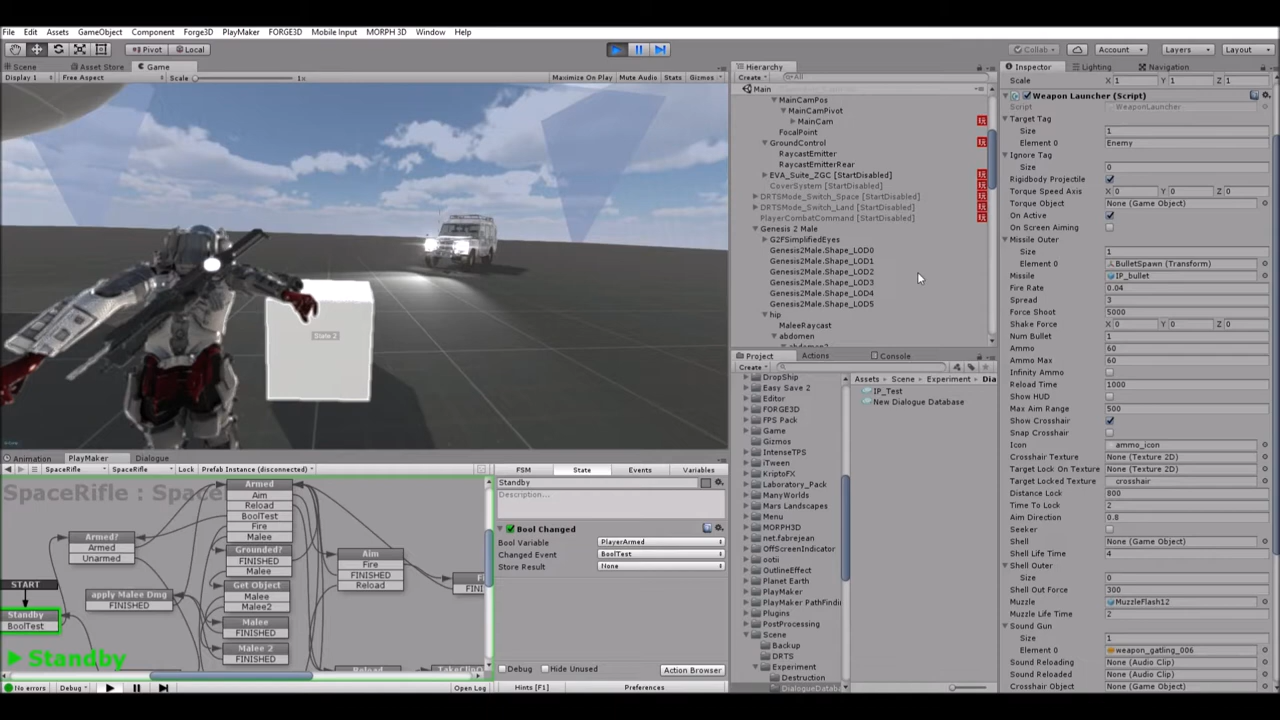 File Edit Assets GameObject Component Forge3D PlayMaker FORGE3D Mobile Input MORPH 3D Window Help
Pivot Local Collab Account Layers Layout
Scene Asset Store Game
Display 1 Free Aspect Scale 1x Maximize On Play Mute Audio Stats Gizmos
State 2
Hierarchy
Create All
Main
MainCamPos
MainCamPivot
MainCam
FocalPoint
GroundControl
RaycastEmitter
RaycastEmitterRear
EVA_Suite_ZGC [StartDisabled]
CoverSystem [StartDisabled]
DRTSMode_Switch_Space [StartDisabled]
DRTSMode_Switch_Land [StartDisabled]
PlayerCombatCommand [StartDisabled]
Genesis 2 Male
G2FSimplifiedEyes
Genesis2Male.Shape_LOD0
Genesis2Male.Shape_LOD1
Genesis2Male.Shape_LOD2
Genesis2Male.Shape_LOD3
Genesis2Male.Shape_LOD4
Genesis2Male.Shape_LOD5
hip
MaleeRaycast
abdomen
Project Actions Console
Create
DropShip
Easy Save 2
Editor
FORGE3D
FPS Pack
Game
Gizmos
IntenseTPS
iTween
KriptoFX
Laboratory_Pack
ManyWorlds
Mars Landscapes
Menu
MORPH3D
net.fabrejean
OffScreenIndicator
ootii
OutlineEffect
Planet Earth
PlayMaker
PlayMaker PathFindin
Plugins
PostProcessing
Scene
Backup
DRTS
Experiment
Destruction
DialogueDataba
Assets Scene Experiment Dia
IP_Test
New Dialogue Database
Inspector Lighting Navigation
Scale X 1 Y 1 Z 1
Weapon Launcher (Script)
Script WeaponLauncher
Target Tag
Size 1
Element 0 Enemy
Ignore Tag
Size 0
Rigidbody Projectile
Torque Speed Axis X 0 Y 0 Z 0
Torque Object None (Game Object)
On Active
On Screen Aiming
Missile Outer
Size 1
Element 0 BulletSpawn (Transform)
Missile IP_bullet
Fire Rate 0.04
Spread 3
Force Shoot 5000
Shake Force X 0 Y 0 Z 0
Num Bullet 1
Ammo 60
Ammo Max 60
Infinity Ammo
Reload Time 1000
Show HUD
Max Aim Range 500
Show Crosshair
Snap Crosshair
Icon ammo_icon
Crosshair Texture None (Texture 2D)
Target Lock On Texture None (Texture 2D)
Target Locked Texture crosshair
Distance Lock 800
Time To Lock 2
Aim Direction 0.8
Seeker
Shell None (Game Object)
Shell Life Time 4
Shell Outer
Size 0
Shell Out Force 300
Muzzle MuzzleFlash12
Muzzle Life Time 2
Sound Gun
Size 1
Element 0 weapon_gatling_006
Sound Reloading None (Audio Clip)
Sound Reloaded None (Audio Clip)
Crosshair Object None (Game Object)
Animation PlayMaker Dialogue
SpaceRifle SpaceRifle Lock Prefab Instance (disconnected)
SpaceRifle : Space
START
Standby
BoolTest
Armed?
Armed
Unarmed
apply Malee Dmg
FINISHED
Armed
Aim
Reload
BoolTest
Fire
Malee
Grounded?
FINISHED
Malee
Get Object
Malee
Malee2
Malee
FINISHED
Malee 2
FINISHED
Aim
Fire
FINISHED
Reload
Reload
Standby
FSM State Events Variables
Standby
Description...
Bool Changed
Bool Variable PlayerArmed
Changed Event BoolTest
Store Result None
Debug Hide Unused Action Browser
No errors Debug Open Log Hints [F1] Preferences